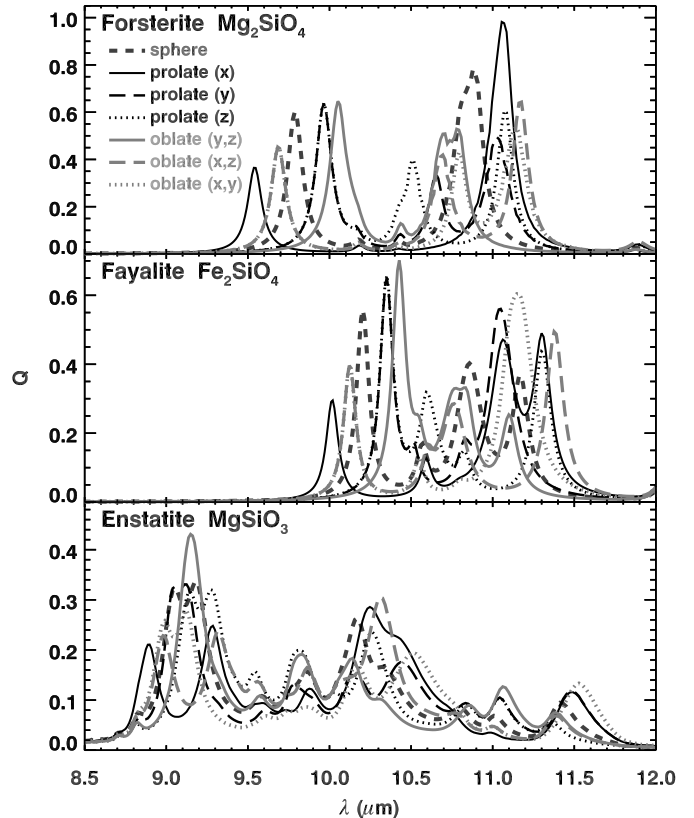 Forsterite Mg2SiO4
sphere
prolate (x)
prolate (y)
prolate (z)
oblate (y,z)
oblate (x,z)
oblate (x,y)
1.0
0.8
0.6
0.4
0.2
0.0
Fayalite Fe2SiO4
0.6
0.4
0.2
0.0
Q
Enstatite MgSiO3
0.4
0.3
0.2
0.1
0.0
8.5 9.0 9.5 10.0 10.5 11.0 11.5 12.0
λ (μm)